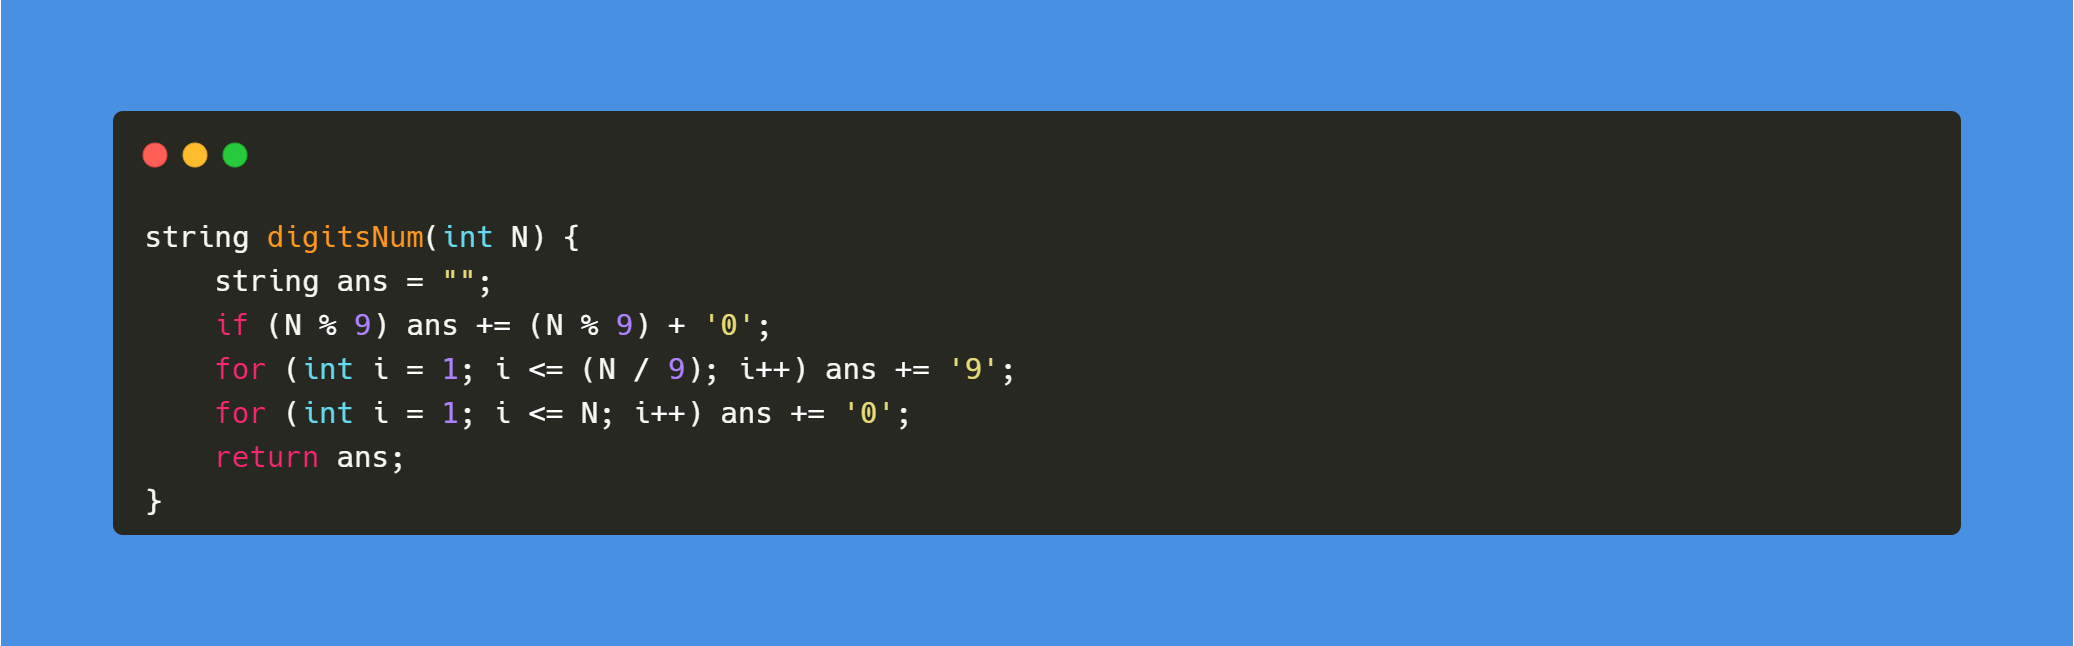 string digitsNum(int N) {
    string ans = "";
    if (N % 9) ans += (N % 9) + '0';
    for (int i = 1; i <= (N / 9); i++) ans += '9';
    for (int i = 1; i <= N; i++) ans += '0';
    return ans;
}